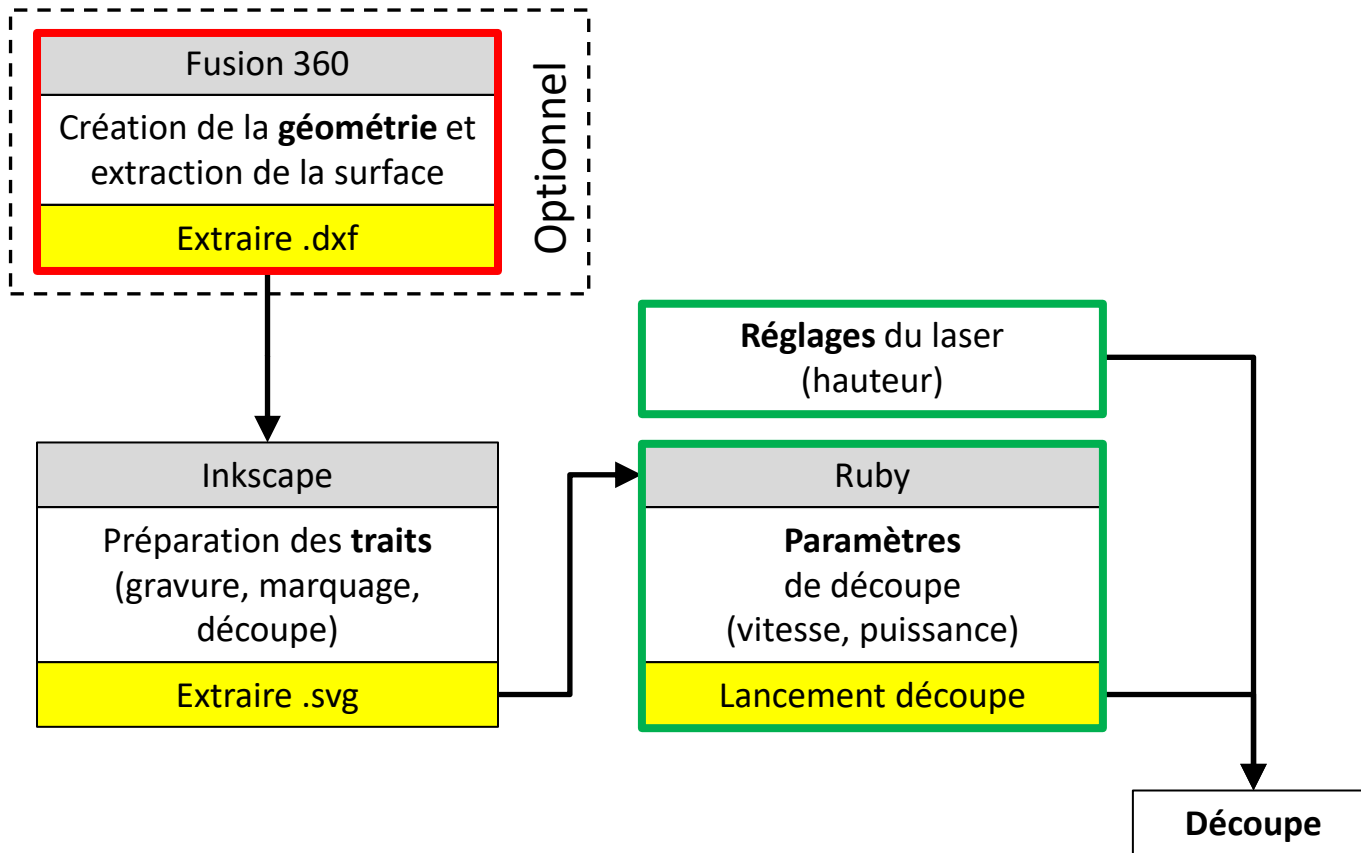 Fusion 360
Création de la géométrie et
extraction de la surface
Extraire .dxf
Optionnel
Réglages du laser
(hauteur)
Inkscape
Préparation des traits
(gravure, marquage,
découpe)
Extraire .svg
Ruby
Paramètres
de découpe
(vitesse, puissance)
Lancement découpe
Découpe